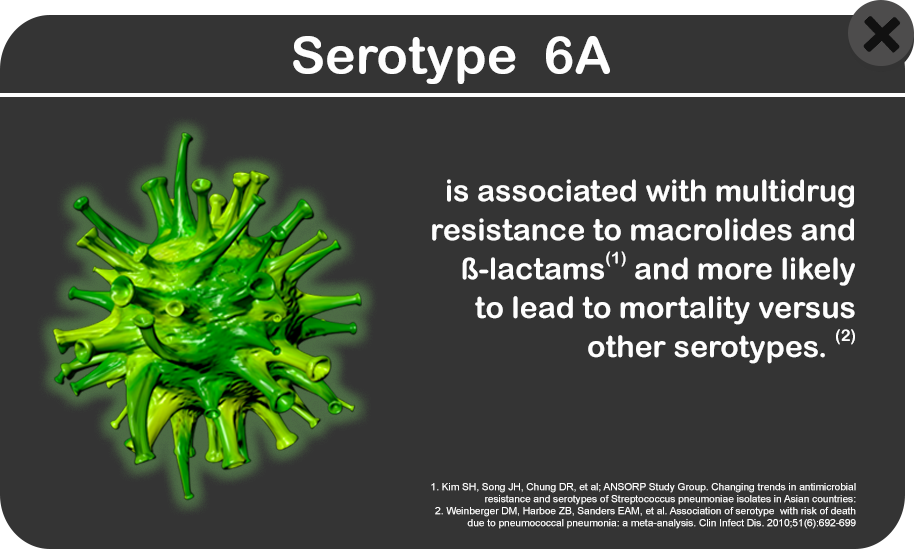 Serotype 6A
is associated with multidrug
resistance to macrolides and
ß-lactams(1) and more likely
to lead to mortality versus
other serotypes. (2)
1. Kim SH, Song JH, Chung DR, et al; ANSORP Study Group. Changing trends in antimicrobial
resistance and serotypes of Streptococcus pneumoniae isolates in Asian countries:
2. Weinberger DM, Harboe ZB, Sanders EAM, et al. Association of serotype with risk of death
due to pneumococcal pneumonia: a meta-analysis. Clin Infect Dis. 2010;51(6):692-699